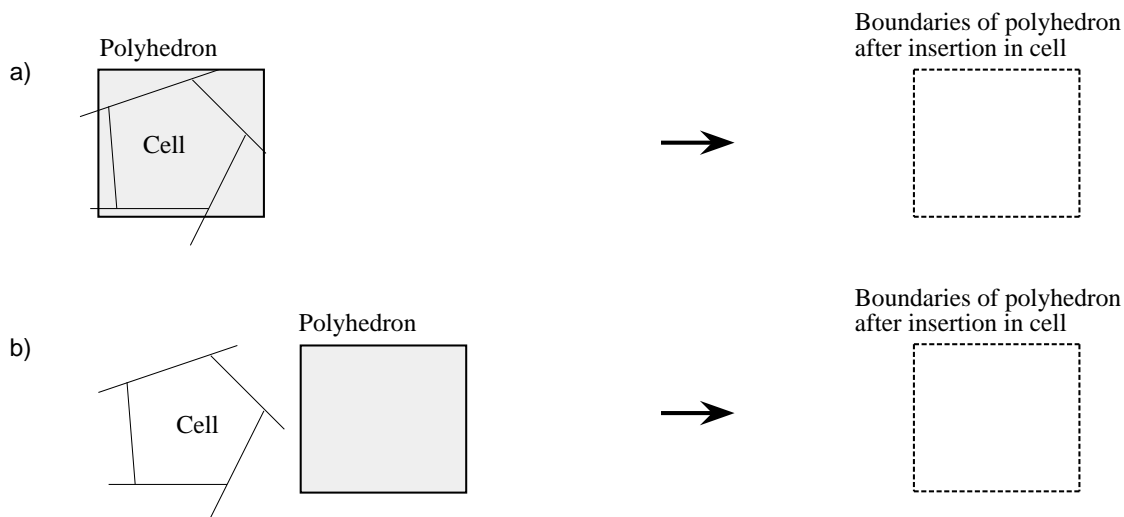 Boundaries of polyhedron
after insertion in cell
Polyhedron
a)
Cell
Boundaries of polyhedron
after insertion in cell
Polyhedron
b)
Cell